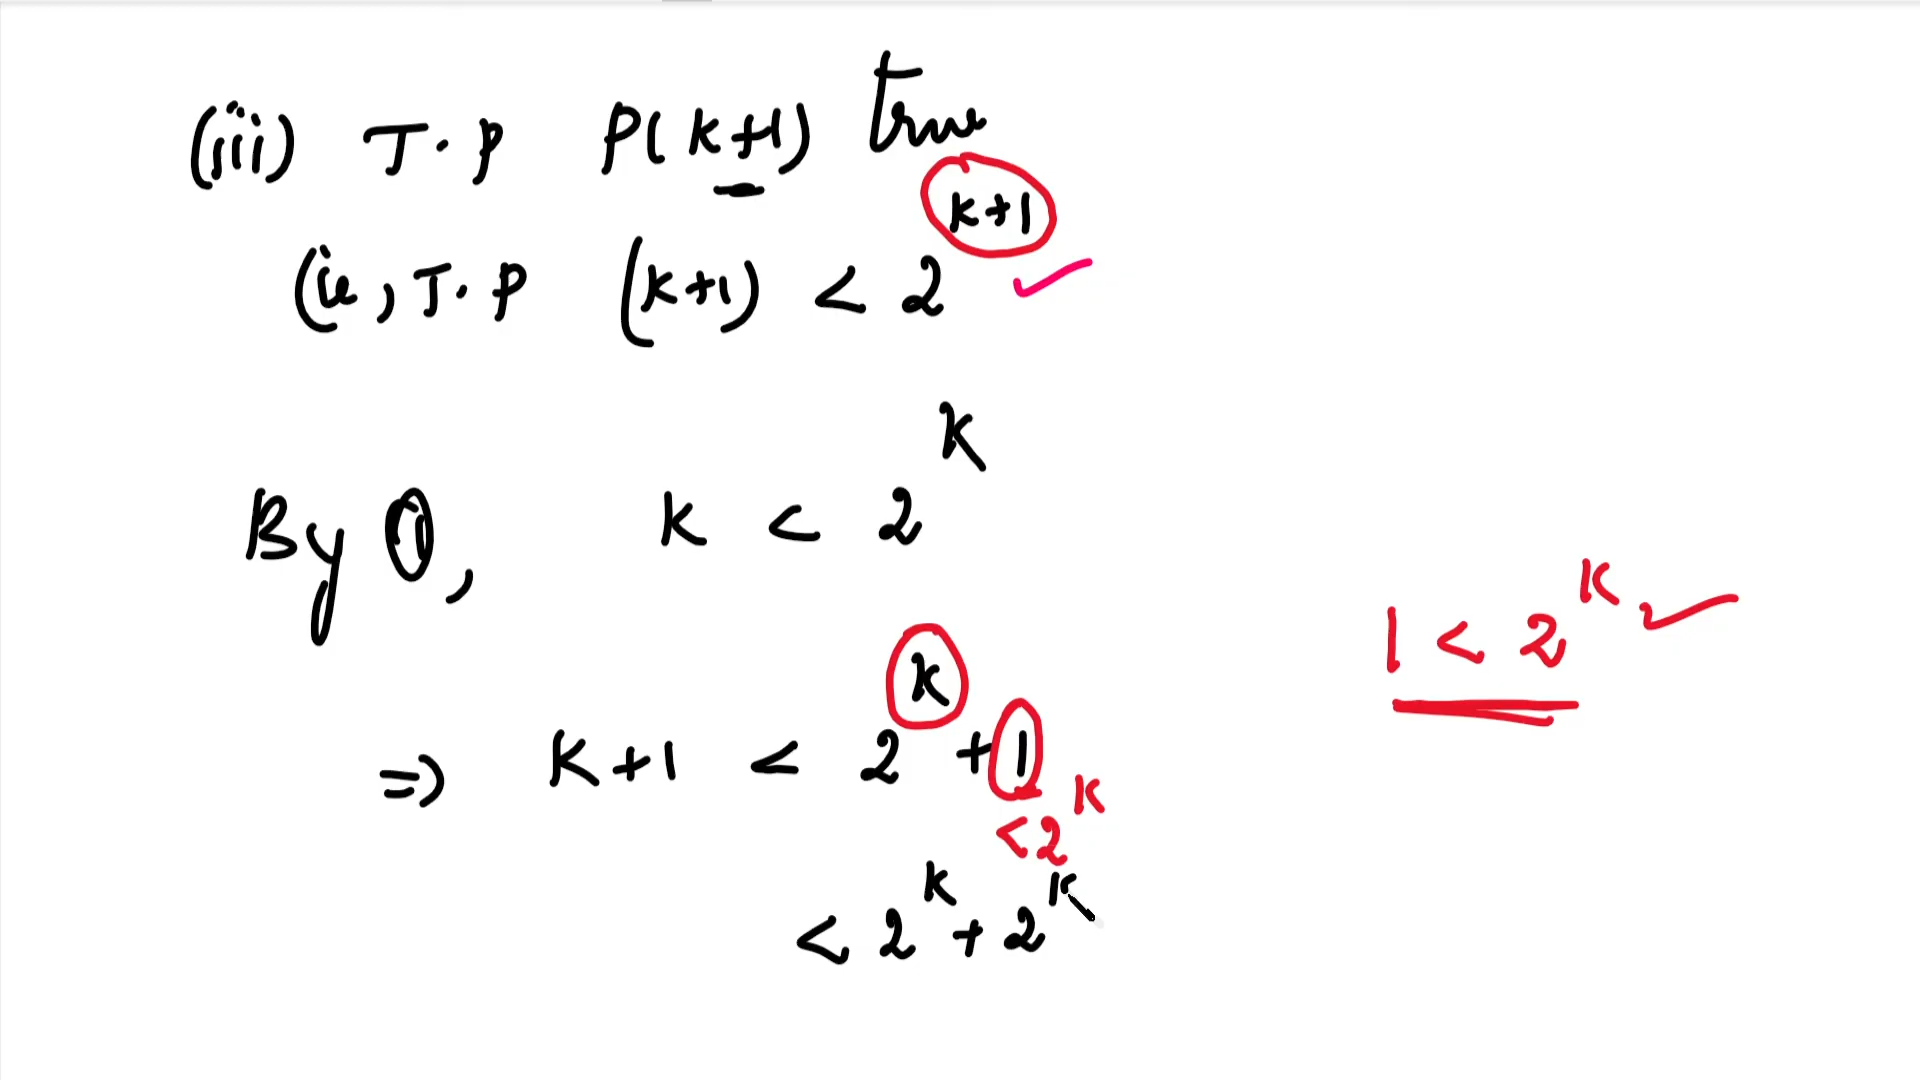 (iii) T.P P(k+1) true
(ie, T.P (k+1) < 2^{k+1} ✓
By ①, k < 2^k
1 < 2^k ✓
⇒ k+1 < 2^k + 1
< 2^k
< 2^k + 2^k